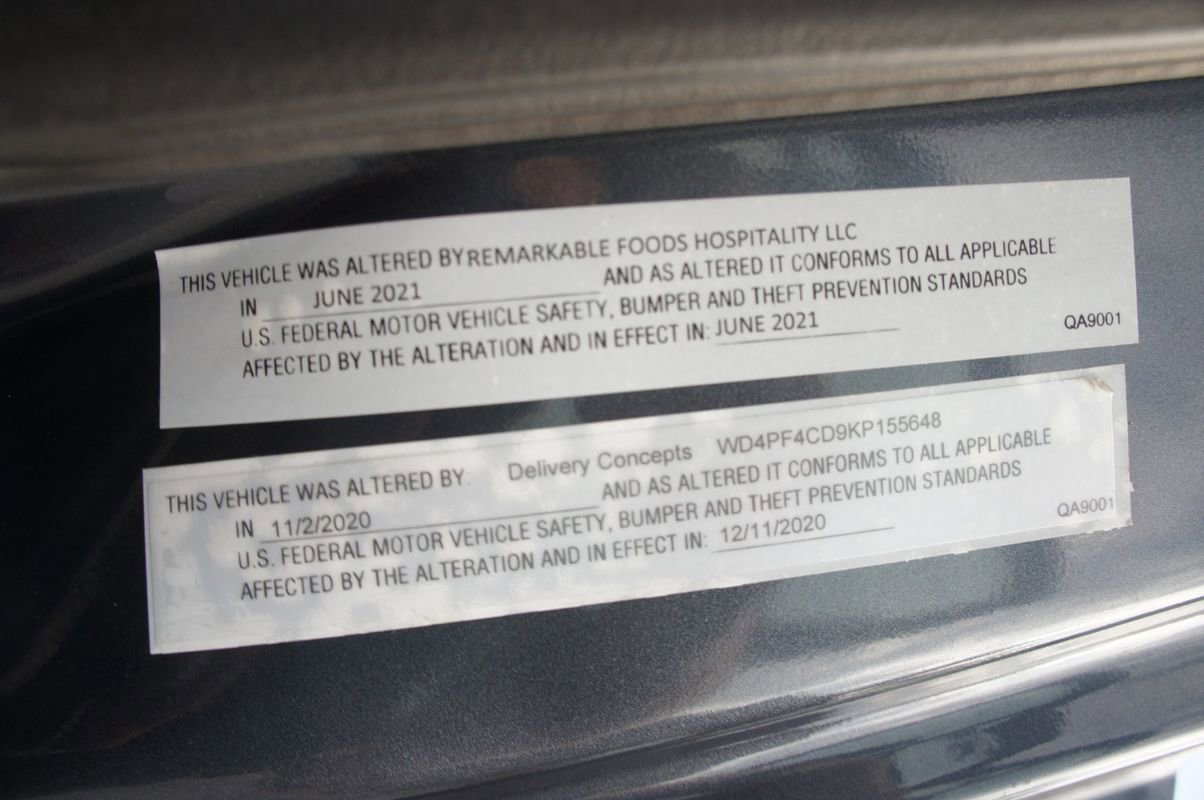 THIS VEHICLE WAS ALTERED BY REMARKABLE FOODS HOSPITALITY LLC
IN JUNE 2021 AND AS ALTERED IT CONFORMS TO ALL APPLICABLE
U.S. FEDERAL MOTOR VEHICLE SAFETY, BUMPER AND THEFT PREVENTION STANDARDS
AFFECTED BY THE ALTERATION AND IN EFFECT IN: JUNE 2021
QA9001
THIS VEHICLE WAS ALTERED BY: Delivery Concepts WD4PF4CD9KP155648
IN 11/2/2020 AND AS ALTERED IT CONFORMS TO ALL APPLICABLE
U.S. FEDERAL MOTOR VEHICLE SAFETY, BUMPER AND THEFT PREVENTION STANDARDS
AFFECTED BY THE ALTERATION AND IN EFFECT IN: 12/11/2020
QA9001